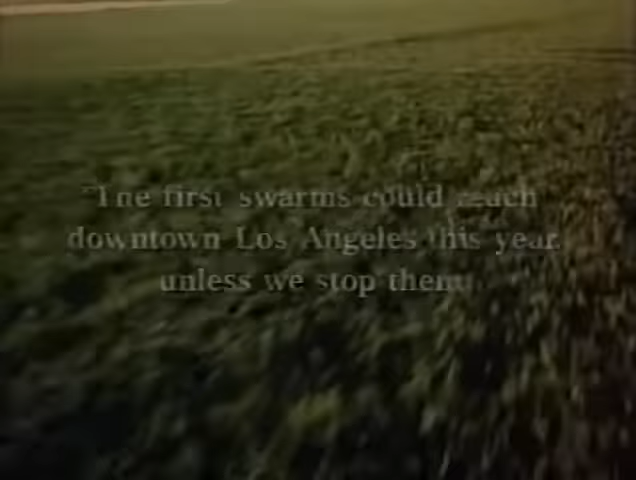 "The first swarms could reach
downtown Los Angeles this year,
unless we stop them.